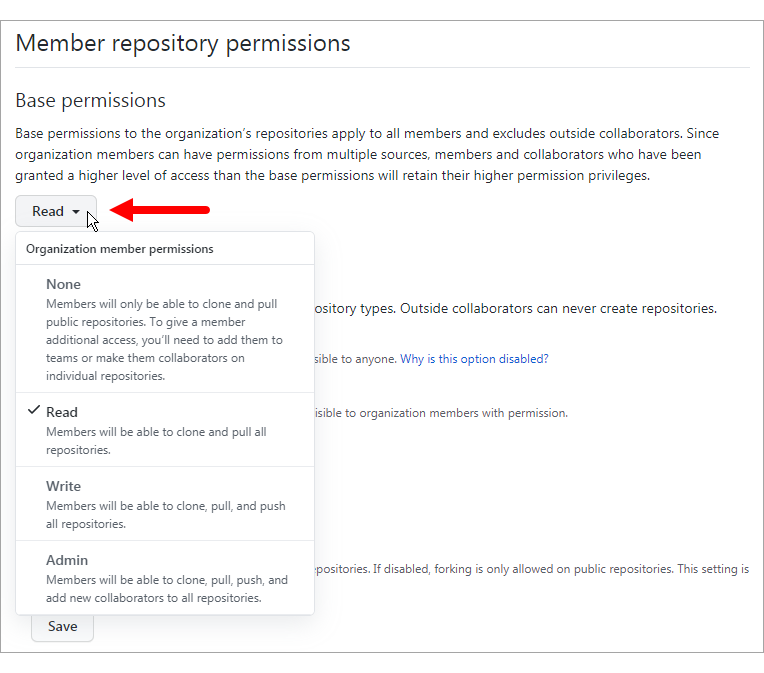 Member repository permissions
Base permissions
Base permissions to the organization's repositories apply to all members and excludes outside collaborators. Since
organization members can have permissions from multiple sources, members and collaborators who have been
granted a higher level of access than the base permissions will retain their higher permission privileges.
Read
Organization member permissions
None
Members will only be able to clone and pull
public repositories. To give a member
additional access, you'll need to add them to
teams or make them collaborators on
individual repositories.
Read
Members will be able to clone and pull all
repositories.
Write
Members will be able to clone, pull, and push
all repositories.
Admin
Members will be able to clone, pull, push, and
add new collaborators to all repositories.
ository types. Outside collaborators can never create repositories.
sible to anyone. Why is this option disabled?
isible to organization members with permission.
epositories. If disabled, forking is only allowed on public repositories. This setting is
Save